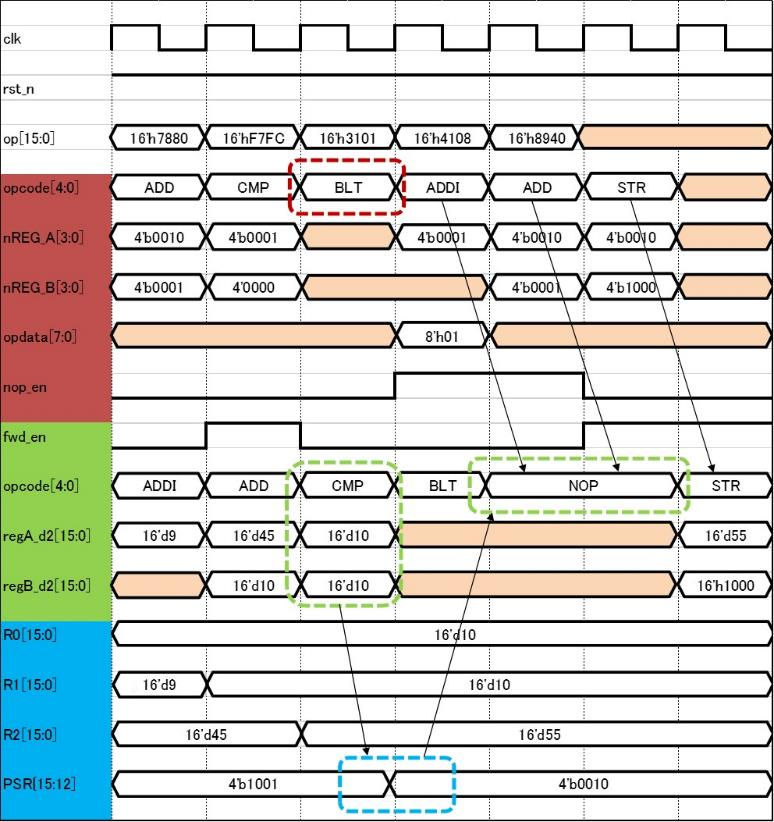 clk
rst_n
op[15:0] 16'h7880 16'hF7FC 16'h3101 16'h4108 16'h8940
opcode[4:0] ADD CMP BLT ADDI ADD STR
nREG_A[3:0] 4'b0010 4'b0001 4'b0001 4'b0010 4'b0010
nREG_B[3:0] 4'b0001 4'0000 4'b0001 4'b1000
opdata[7:0] 8'h01
nop_en
fwd_en
opcode[4:0] ADDI ADD CMP BLT NOP STR
regA_d2[15:0] 16'd9 16'd45 16'd10 16'd55
regB_d2[15:0] 16'd10 16'd10 16'h1000
R0[15:0] 16'd10
R1[15:0] 16'd9 16'd10
R2[15:0] 16'd45 16'd55
PSR[15:12] 4'b1001 4'b0010